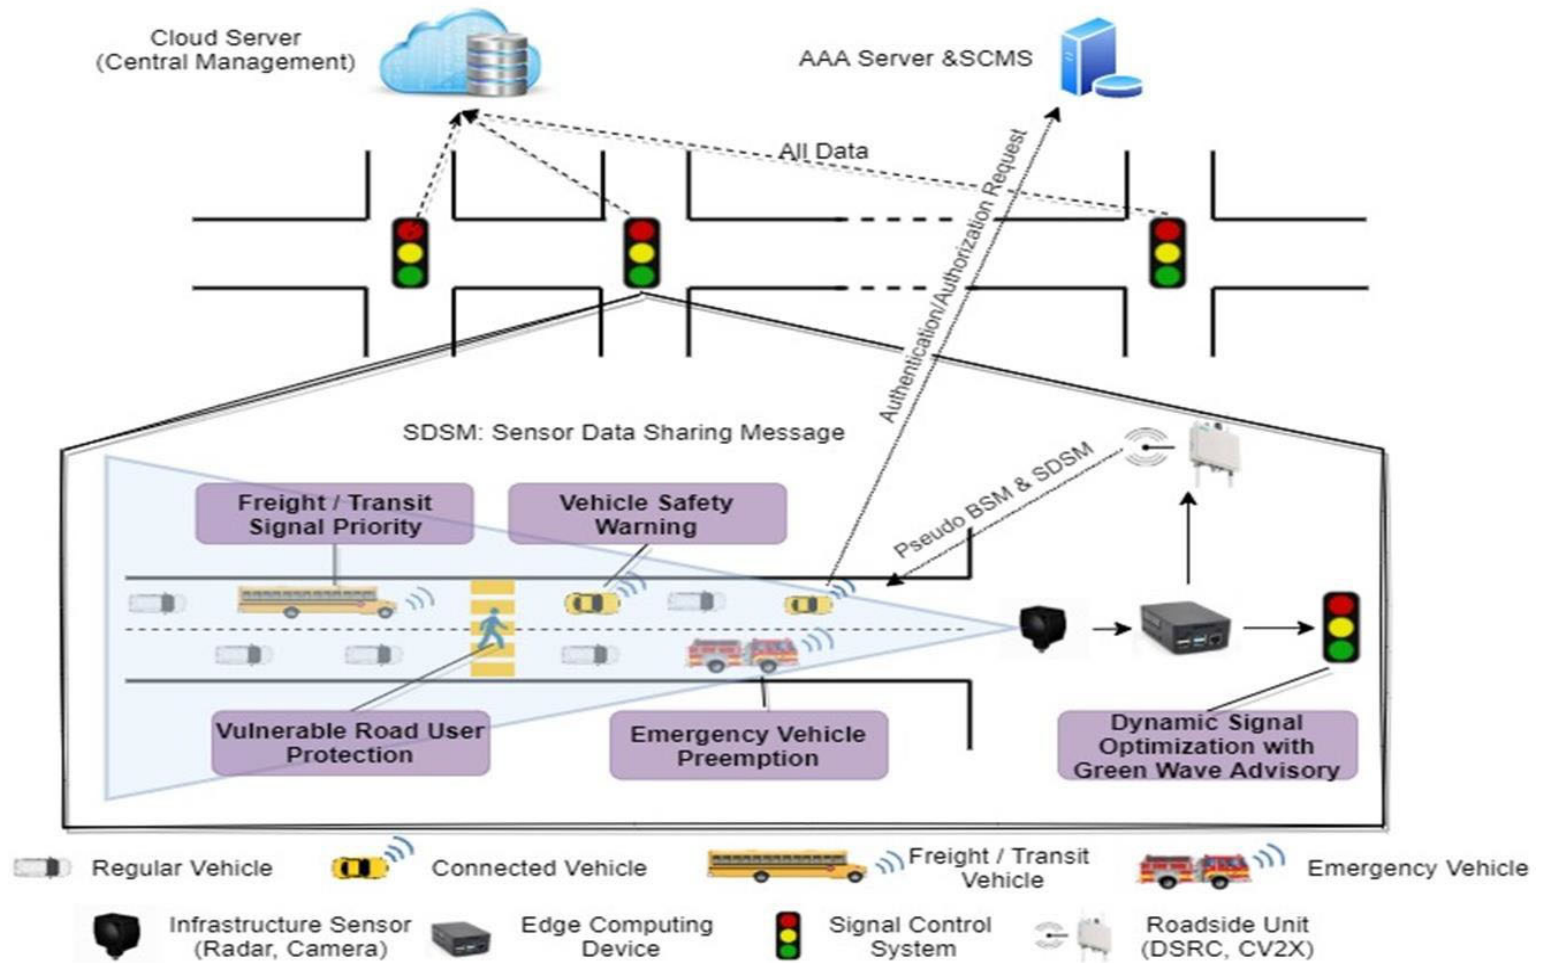 Cloud Server
(Central Management)
AAA Server &SCMS
All Data
Authentication/Authorization Request
SDSM: Sensor Data Sharing Message
Pseudo BSM & SDSM
Freight / Transit
Signal Priority
Vehicle Safety
Warning
Vulnerable Road User
Protection
Emergency Vehicle
Preemption
Dynamic Signal
Optimization with
Green Wave Advisory
Regular Vehicle
Connected Vehicle
Freight / Transit
Vehicle
Emergency Vehicle
Infrastructure Sensor
(Radar, Camera)
Edge Computing
Device
Signal Control
System
Roadside Unit
(DSRC, CV2X)